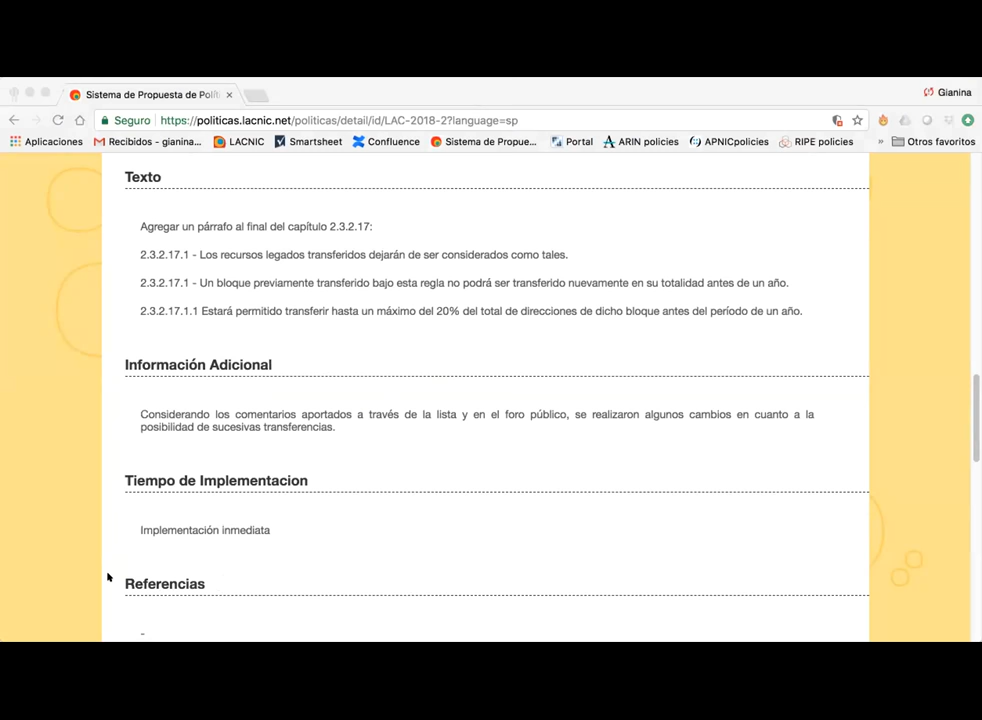 Sistema de Propuesta de Políti
Gianina
Seguro https://politicas.lacnic.net/politicas/detail/id/LAC-2018-2?language=sp
Aplicaciones Recibidos - gianina... LACNIC Smartsheet Confluence Sistema de Propue... Portal ARIN policies APNICpolicies RIPE policies » Otros favoritos
Texto
Agregar un párrafo al final del capítulo 2.3.2.17:
2.3.2.17.1 - Los recursos legados transferidos dejarán de ser considerados como tales.
2.3.2.17.1 - Un bloque previamente transferido bajo esta regla no podrá ser transferido nuevamente en su totalidad antes de un año.
2.3.2.17.1.1 Estará permitido transferir hasta un máximo del 20% del total de direcciones de dicho bloque antes del período de un año.
Información Adicional
Considerando los comentarios aportados a través de la lista y en el foro público, se realizaron algunos cambios en cuanto a la
posibilidad de sucesivas transferencias.
Tiempo de Implementacion
Implementación inmediata
Referencias
-